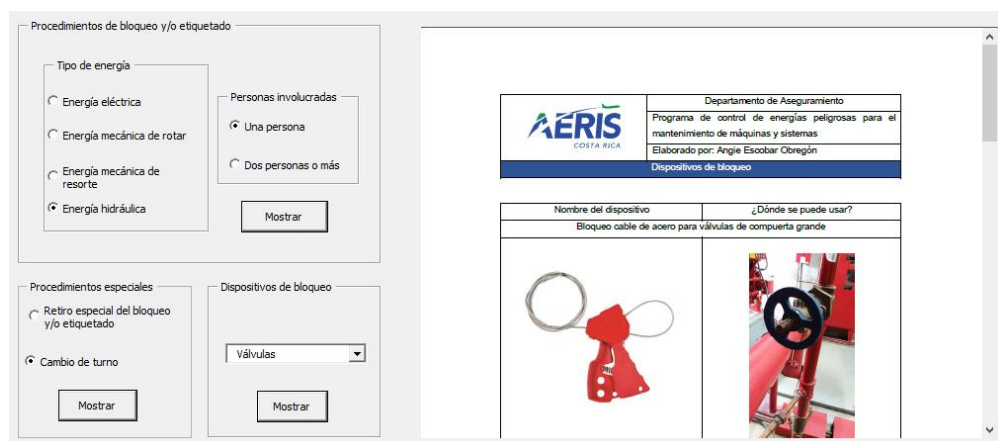 Procedimientos de bloqueo y/o etiquetado
Tipo de energía
Energía eléctrica
Energía mecánica de rotar
Energía mecánica de
resorte
Energía hidráulica
Personas involucradas
Una persona
Dos personas o más
Mostrar
Procedimientos especiales
Retiro especial del bloqueo
y/o etiquetado
Cambio de turno
Mostrar
Dispositivos de bloqueo
Válvulas
Mostrar
AERIS
COSTA RICA
Departamento de Aseguramiento
Programa de control de energías peligrosas para el
mantenimiento de máquinas y sistemas
Elaborado por: Angie Escobar Obregón
Dispositivos de bloqueo
Nombre del dispositivo
¿Dónde se puede usar?
Bloqueo cable de acero para válvulas de compuerta grande